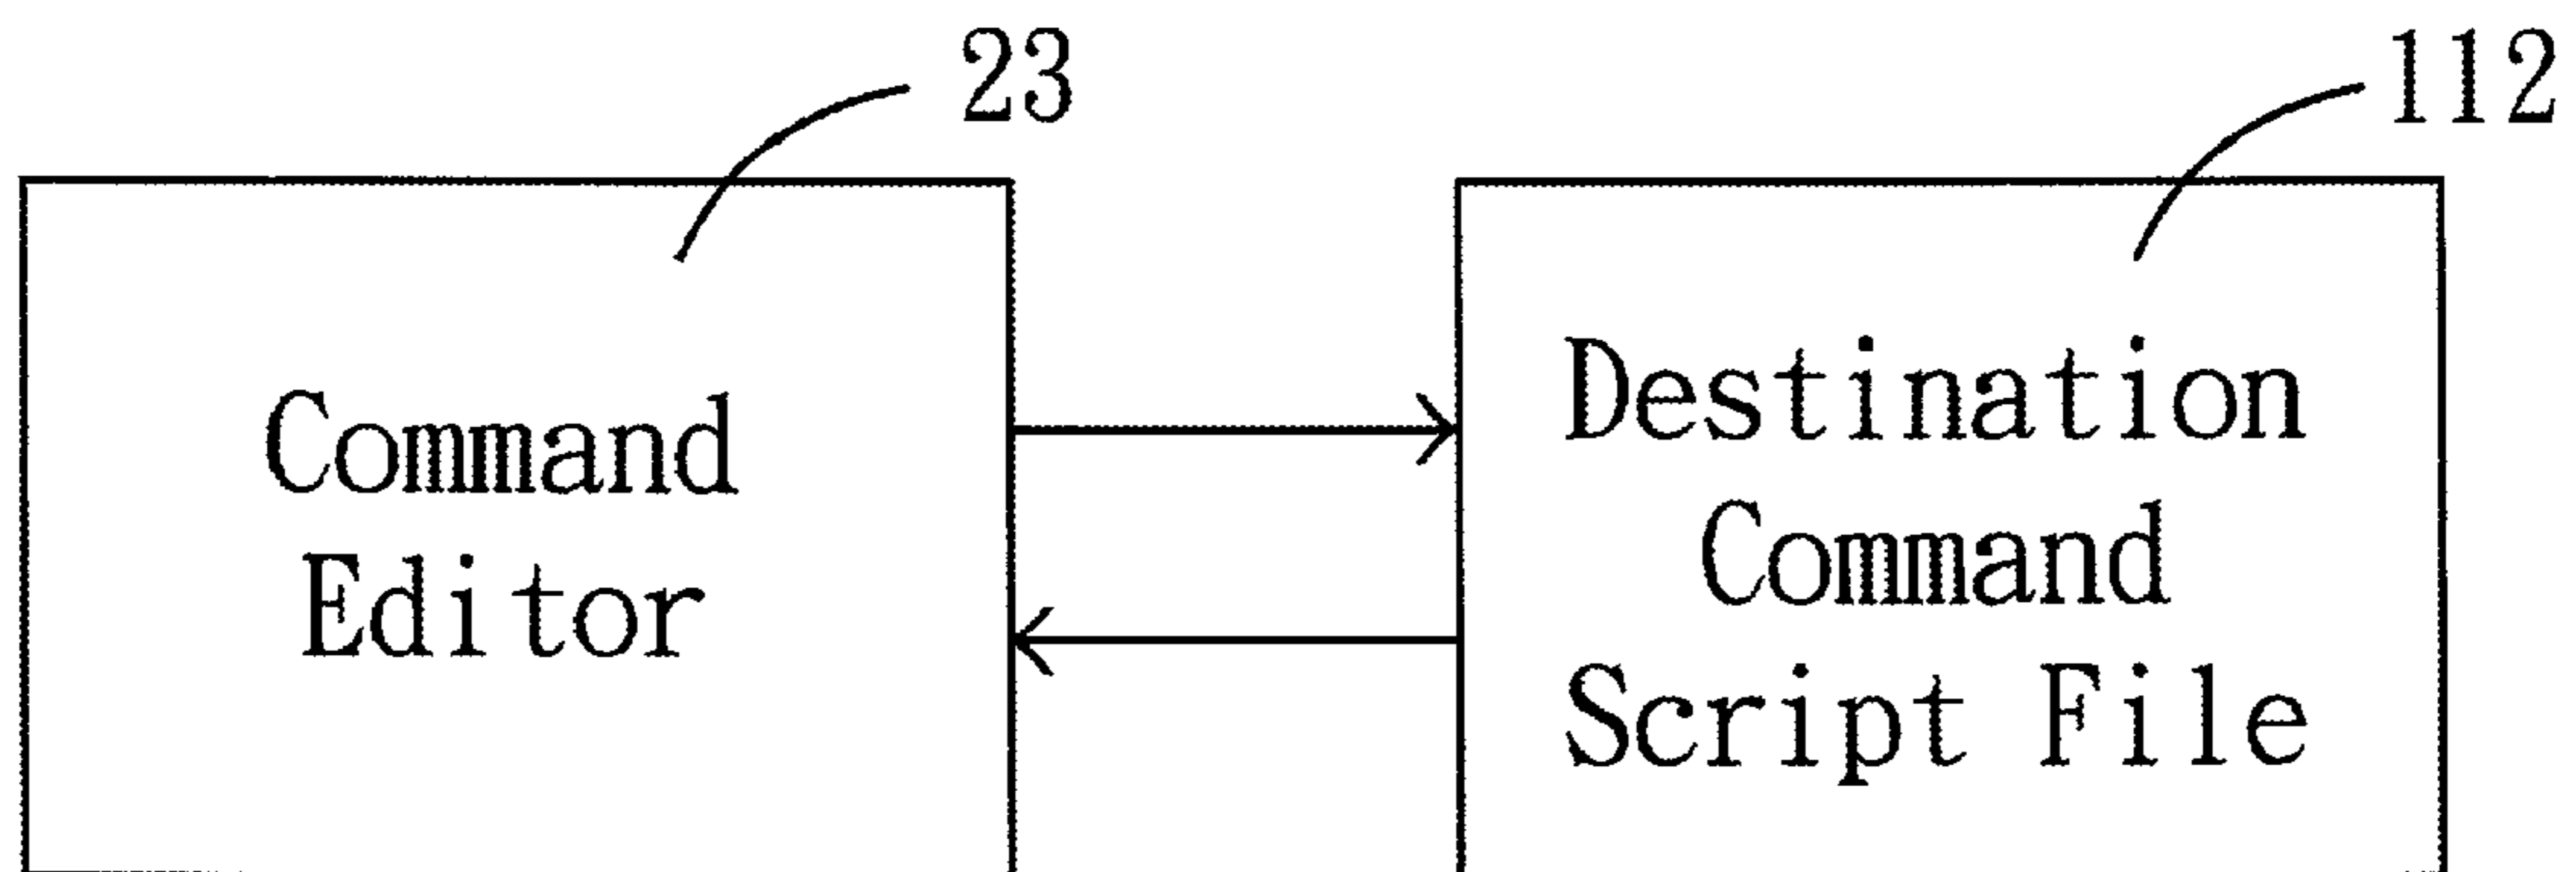 23
112
Command
Editor
Destination
Command
Script File